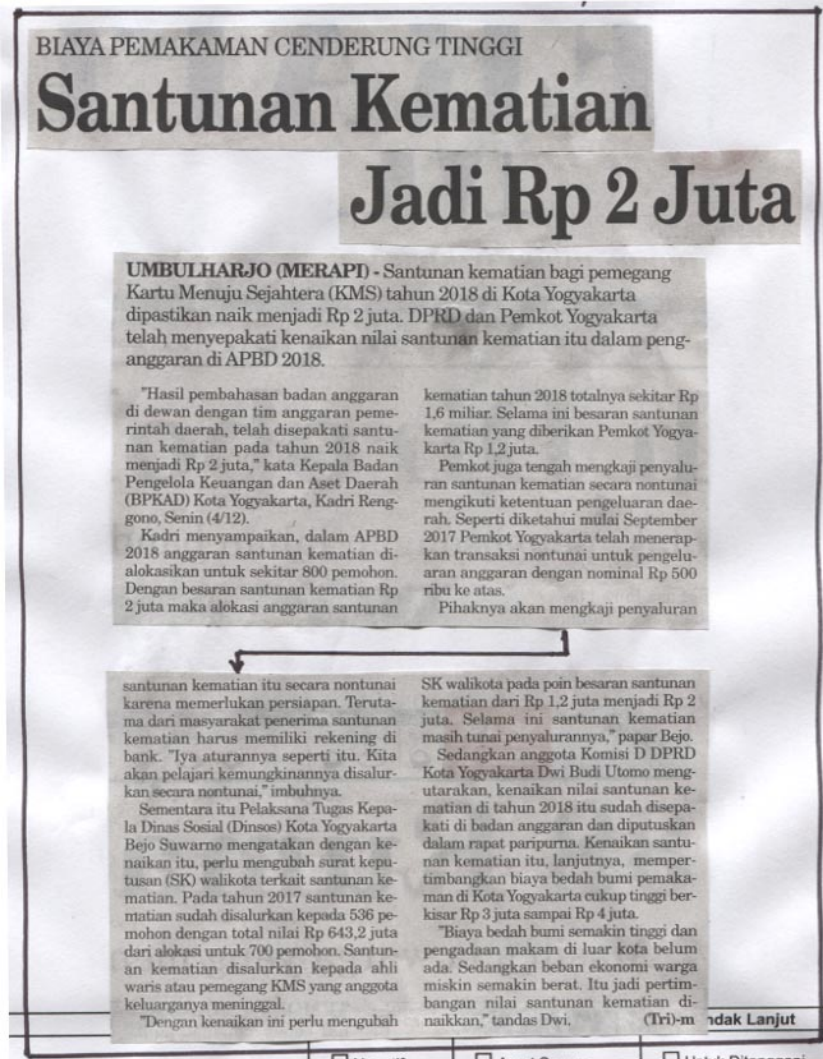 BIAYA PEMAKAMAN CENDERUNG TINGGI
Santunan Kematian
Jadi Rp 2 Juta
UMBULHARJO (MERAPI) - Santunan kematian bagi pemegang
Kartu Menuju Sejahtera (KMS) tahun 2018 di Kota Yogyakarta
dipastikan naik menjadi Rp 2 juta. DPRD dan Pemkot Yogyakarta
telah menyepakati kenaikan nilai santunan kematian itu dalam peng-
anggaran di APBD 2018.
"Hasil pembahasan badan anggaran
di dewan dengan tim anggaran peme-
rintah daerah, telah disepakati santu-
nan kematian pada tahun 2018 naik
menjadi Rp 2 juta," kata Kepala Badan
Pengelola Keuangan dan Aset Daerah
(BPKAD) Kota Yogyakarta, Kadri Reng-
gono, Senin (4/12).
Kadri menyampaikan, dalam APBD
2018 anggaran santunan kematian di-
alokasikan untuk sekitar 800 pemohon.
Dengan besaran santunan kematian Rp
2 juta maka alokasi anggaran santunan
kematian tahun 2018 totalnya sekitar Rp
1,6 miliar. Selama ini besaran santunan
kematian yang diberikan Pemkot Yogya-
karta Rp 1,2 juta.
Pemkot juga tengah mengkaji penyalu-
ran santunan kematian secara nontunai
mengikuti ketentuan pengeluaran dae-
rah. Seperti diketahui mulai September
2017 Pemkot Yogyakarta telah menerap-
kan transaksi nontunai untuk pengelu-
aran anggaran dengan nominal Rp 500
ribu ke atas.
Pihaknya akan mengkaji penyaluran
santunan kematian itu secara nontunai
karena memerlukan persiapan. Teruta-
ma dari masyarakat penerima santunan
kematian harus memiliki rekening di
bank. "Iya aturannya seperti itu. Kita
akan pelajari kemungkinannya disalur-
kan secara nontunai," imbuhnya.
Sementara itu Pelaksana Tugas Kepa-
la Dinas Sosial (Dinsos) Kota Yogyakarta
Bejo Suwarno mengatakan dengan ke-
naikan itu, perlu mengubah surat kepu-
tusan (SK) walikota terkait santunan ke-
matian. Pada tahun 2017 santunan ke-
matian sudah disalurkan kepada 536 pe-
mohon dengan total nilai Rp 643,2 juta
dari alokasi untuk 700 pemohon. Santun-
an kematian disalurkan kepada ahli
waris atau pemegang KMS yang anggota
keluarganya meninggal.
"Dengan kenaikan ini perlu mengubah
SK walikota pada poin besaran santunan
kematian dari Rp 1,2 juta menjadi Rp 2
juta. Selama ini santunan kematian
masih tunai penyalurannya," papar Bejo.
Sedangkan anggota Komisi D DPRD
Kota Yogyakarta Dwi Budi Utomo meng-
utarakan, kenaikan nilai santunan ke-
matian di tahun 2018 itu sudah disepa-
kati di badan anggaran dan diputuskan
dalam rapat paripurna. Kenaikan santu-
nan kematian itu, lanjutnya, memper-
timbangkan biaya bedah bumi pemaka-
man di Kota Yogyakarta cukup tinggi ber-
kisar Rp 3 juta sampai Rp 4 juta.
"Biaya bedah bumi semakin tinggi dan
pengadaan makam di luar kota belum
ada. Sedangkan beban ekonomi warga
miskin semakin berat. Itu jadi pertim-
bangan nilai santunan kematian di-
naikkan," tandas Dwi. (Tri)-m
ndak Lanjut